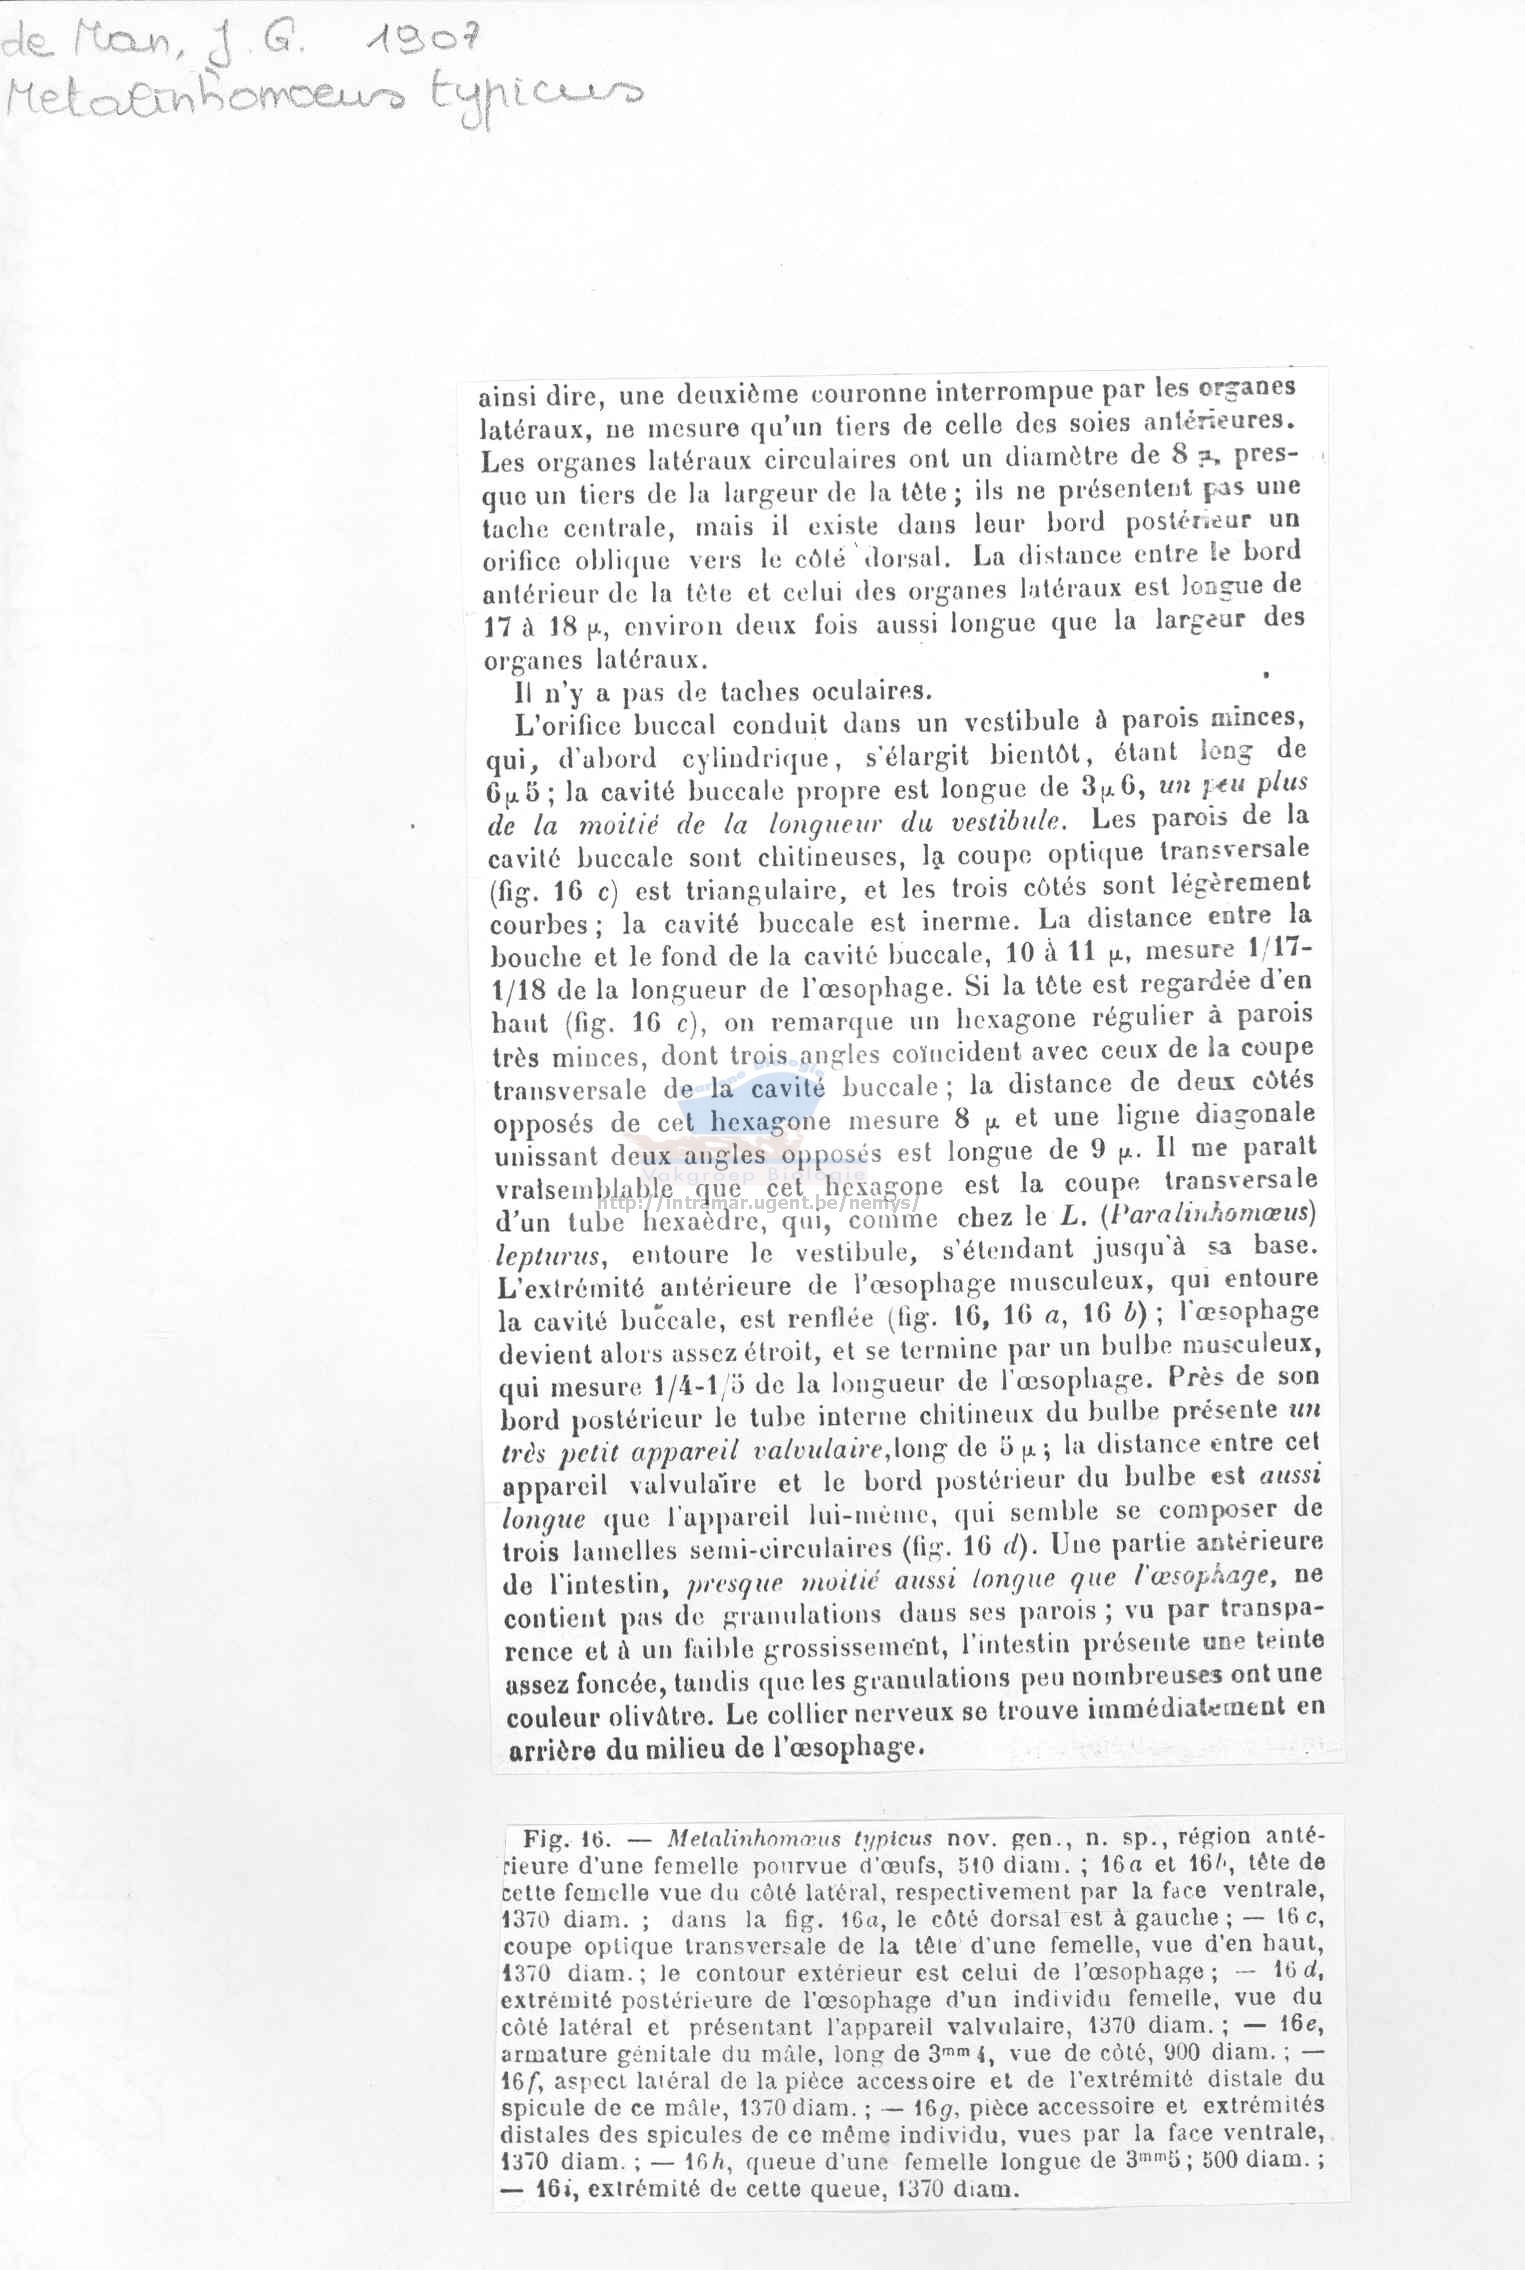 de Man, J. G. 1907
Metalinhomoeus typicus
ainsi dire, une deuxième couronne interrompue par les organes
latéraux, ne mesure qu'un tiers de celle des soies antérieures.
Les organes latéraux circulaires ont un diamètre de 8 μ, pres-
que un tiers de la largeur de la tête ; ils ne présentent pas une
tache centrale, mais il existe dans leur bord postérieur un
orifice oblique vers le côté dorsal. La distance entre le bord
antérieur de la tête et celui des organes latéraux est longue de
17 à 18 μ, environ deux fois aussi longue que la largeur des
organes latéraux.
Il n'y a pas de taches oculaires.
L'orifice buccal conduit dans un vestibule à parois minces,
qui, d'abord cylindrique, s'élargit bientôt, étant long de
6μ5 ; la cavité buccale propre est longue de 3μ6, un peu plus
de la moitié de la longueur du vestibule. Les parois de la
cavité buccale sont chitineuses, la coupe optique transversale
(fig. 16 c) est triangulaire, et les trois côtés sont légèrement
courbes ; la cavité buccale est inerme. La distance entre la
bouche et le fond de la cavité buccale, 10 à 11 μ, mesure 1/17-
1/18 de la longueur de l'œsophage. Si la tête est regardée d'en
haut (fig. 16 c), on remarque un hexagone régulier à parois
très minces, dont trois angles coïncident avec ceux de la coupe
transversale de la cavité buccale ; la distance de deux côtés
opposés de cet hexagone mesure 8 μ et une ligne diagonale
unissant deux angles opposés est longue de 9 μ. Il me paraît
vraisemblable que cet hexagone est la coupe transversale
d'un tube hexaèdre, qui, comme chez le L. (Paralinhomœus)
lepturus, entoure le vestibule, s'étendant jusqu'à sa base.
L'extrémité antérieure de l'œsophage musculeux, qui entoure
la cavité buccale, est renflée (fig. 16, 16 a, 16 b) ; l'œsophage
devient alors assez étroit, et se termine par un bulbe musculeux,
qui mesure 1/4-1/5 de la longueur de l'œsophage. Près de son
bord postérieur le tube interne chitineux du bulbe présente un
très petit appareil valvulaire, long de 5 μ ; la distance entre cet
appareil valvulaire et le bord postérieur du bulbe est aussi
longue que l'appareil lui-même, qui semble se composer de
trois lamelles semi-circulaires (fig. 16 d). Une partie antérieure
de l'intestin, presque moitié aussi longue que l'œsophage, ne
contient pas de granulations dans ses parois ; vu par transpa-
rence et à un faible grossissement, l'intestin présente une teinte
assez foncée, tandis que les granulations peu nombreuses ont une
couleur olivâtre. Le collier nerveux se trouve immédiatement en
arrière du milieu de l'œsophage.
Mariene Biologie
Vakgroep Biologie
http://intramar.ugent.be/nemys/
Fig. 16. — Metalinhomœus typicus nov. gen., n. sp., région anté-
rieure d'une femelle pourvue d'œufs, 510 diam. ; 16a et 16b, tête de
cette femelle vue du côté latéral, respectivement par la face ventrale,
1370 diam. ; dans la fig. 16a, le côté dorsal est à gauche ; — 16 c,
coupe optique transversale de la tête d'une femelle, vue d'en haut,
1370 diam. ; le contour extérieur est celui de l'œsophage ; — 16 d,
extrémité postérieure de l'œsophage d'un individu femelle, vue du
côté latéral et présentant l'appareil valvulaire, 1370 diam. ; — 16e,
armature génitale du mâle, long de 3mm4, vue de côté, 900 diam. ; —
16f, aspect latéral de la pièce accessoire et de l'extrémité distale du
spicule de ce mâle, 1370 diam. ; — 16g, pièce accessoire et extrémités
distales des spicules de ce même individu, vues par la face ventrale,
1370 diam. ; — 16h, queue d'une femelle longue de 3mm5 ; 500 diam. ;
— 16i, extrémité de cette queue, 1370 diam.